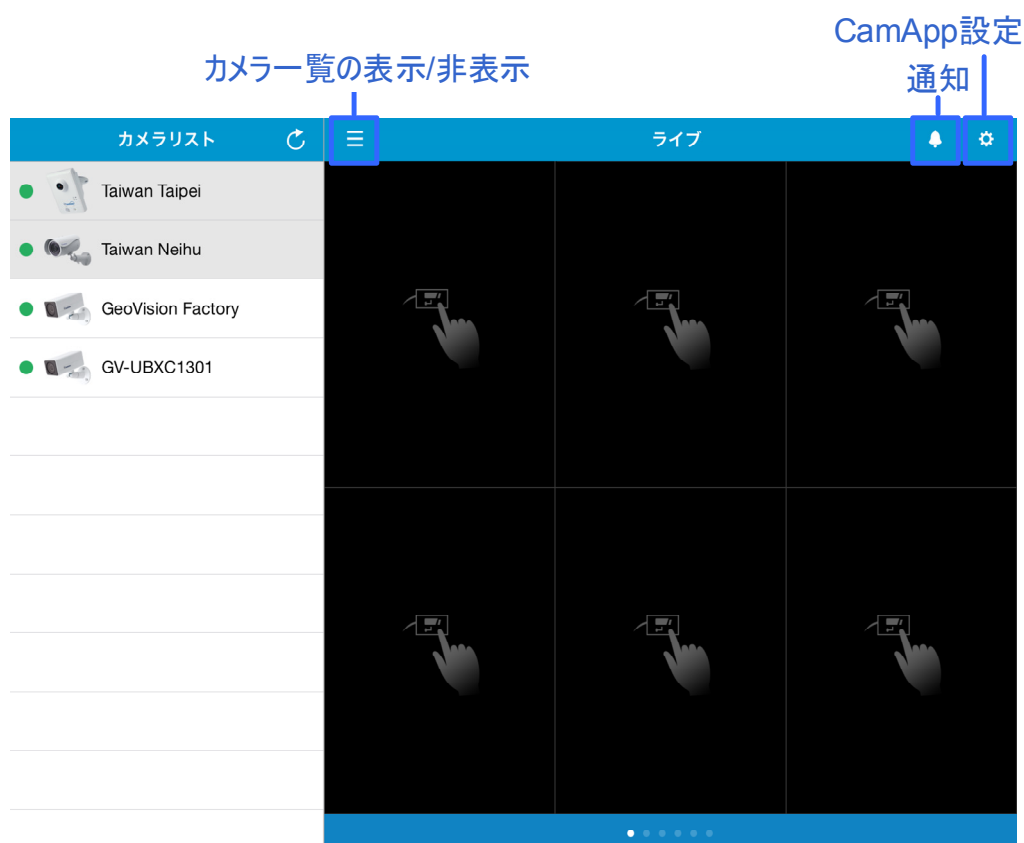 CamApp設定
カメラ一覧の表示/非表示
通知
カメラリスト
ライブ
Taiwan Taipei
Taiwan Neihu
GeoVision Factory
GV-UBXC1301